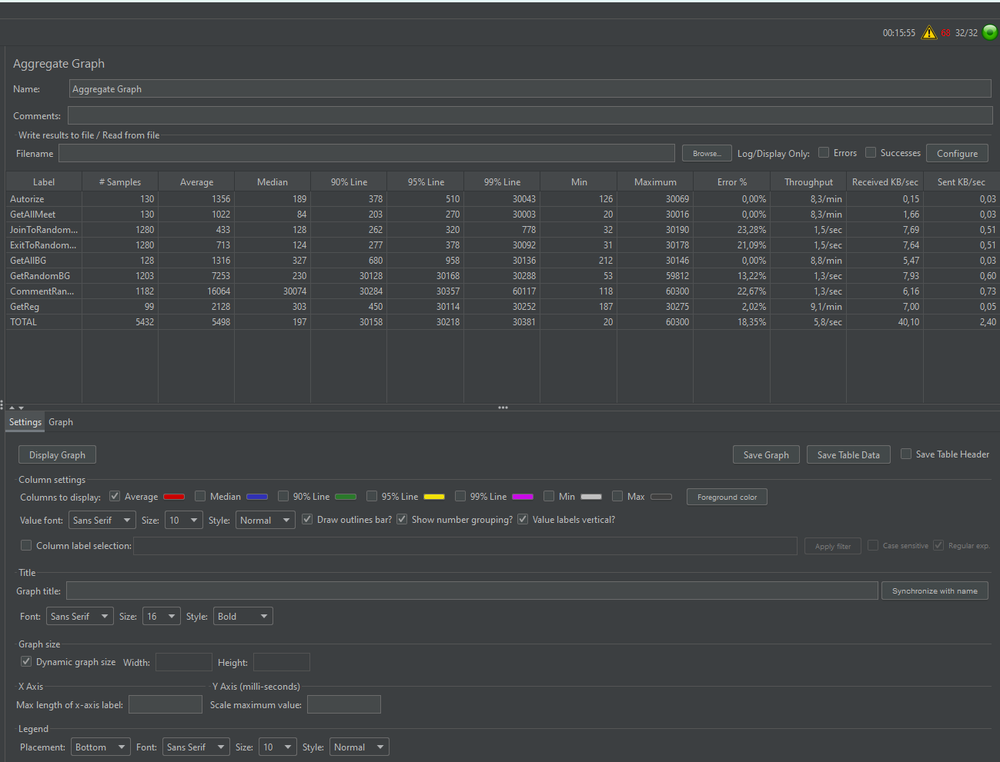 00:15:55 68 32/32
Aggregate Graph
Name: Aggregate Graph
Comments:
Write results to file / Read from file
Filename Browse... Log/Display Only: Errors Successes Configure
Label # Samples Average Median 90% Line 95% Line 99% Line Min Maximum Error % Throughput Received KB/sec Sent KB/sec
Autorize 130 1356 189 378 510 30043 126 30069 0,00% 8,3/min 0,15 0,03
GetAllMeet 130 1022 84 203 270 30003 20 30016 0,00% 8,3/min 1,66 0,03
JoinToRandom... 1280 433 128 262 320 778 32 30190 23,28% 1,5/sec 7,69 0,51
ExitToRandom... 1280 713 124 277 378 30092 31 30178 21,09% 1,5/sec 7,64 0,51
GetAllBG 128 1316 327 680 958 30136 212 30146 0,00% 8,8/min 5,47 0,03
GetRandomBG 1203 7253 230 30128 30168 30288 53 59812 13,22% 1,3/sec 7,93 0,60
CommentRan... 1182 16064 30074 30284 30357 60117 118 60300 22,67% 1,3/sec 6,16 0,73
GetReg 99 2128 303 450 30114 30252 187 30275 2,02% 9,1/min 7,00 0,05
TOTAL 5432 5498 197 30158 30218 30381 20 60300 18,35% 5,8/sec 40,10 2,40
Settings Graph
Display Graph Save Graph Save Table Data Save Table Header
Column settings
Columns to display: Average Median 90% Line 95% Line 99% Line Min Max Foreground color
Value font: Sans Serif Size: 10 Style: Normal Draw outlines bar? Show number grouping? Value labels vertical?
Column label selection: Apply filter Case sensitive Regular exp.
Title
Graph title: Synchronize with name
Font: Sans Serif Size: 16 Style: Bold
Graph size
Dynamic graph size Width: Height:
X Axis Y Axis (milli-seconds)
Max length of x-axis label: Scale maximum value:
Legend
Placement: Bottom Font: Sans Serif Size: 10 Style: Normal